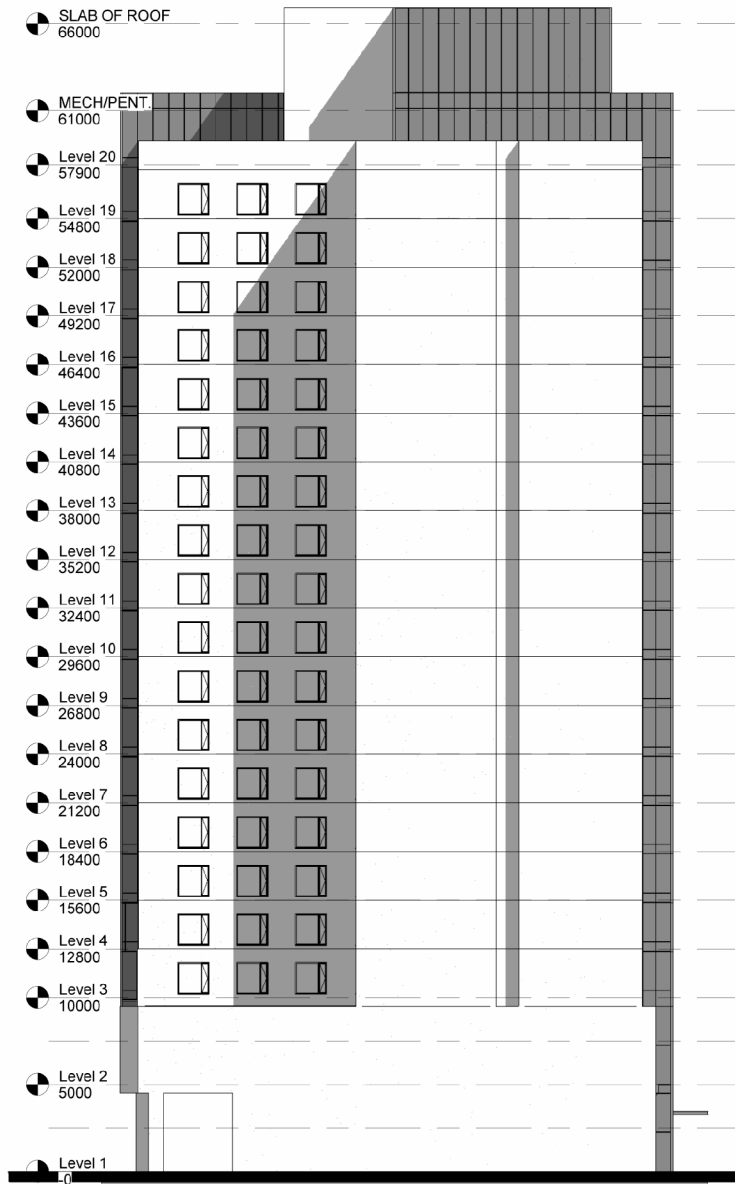 SLAB OF ROOF
66000
MECH/PENT.
61000
Level 20
57900
Level 19
54800
Level 18
52000
Level 17
49200
Level 16
46400
Level 15
43600
Level 14
40800
Level 13
38000
Level 12
35200
Level 11
32400
Level 10
29600
Level 9
26800
Level 8
24000
Level 7
21200
Level 6
18400
Level 5
15600
Level 4
12800
Level 3
10000
Level 2
5000
Level 1
-0